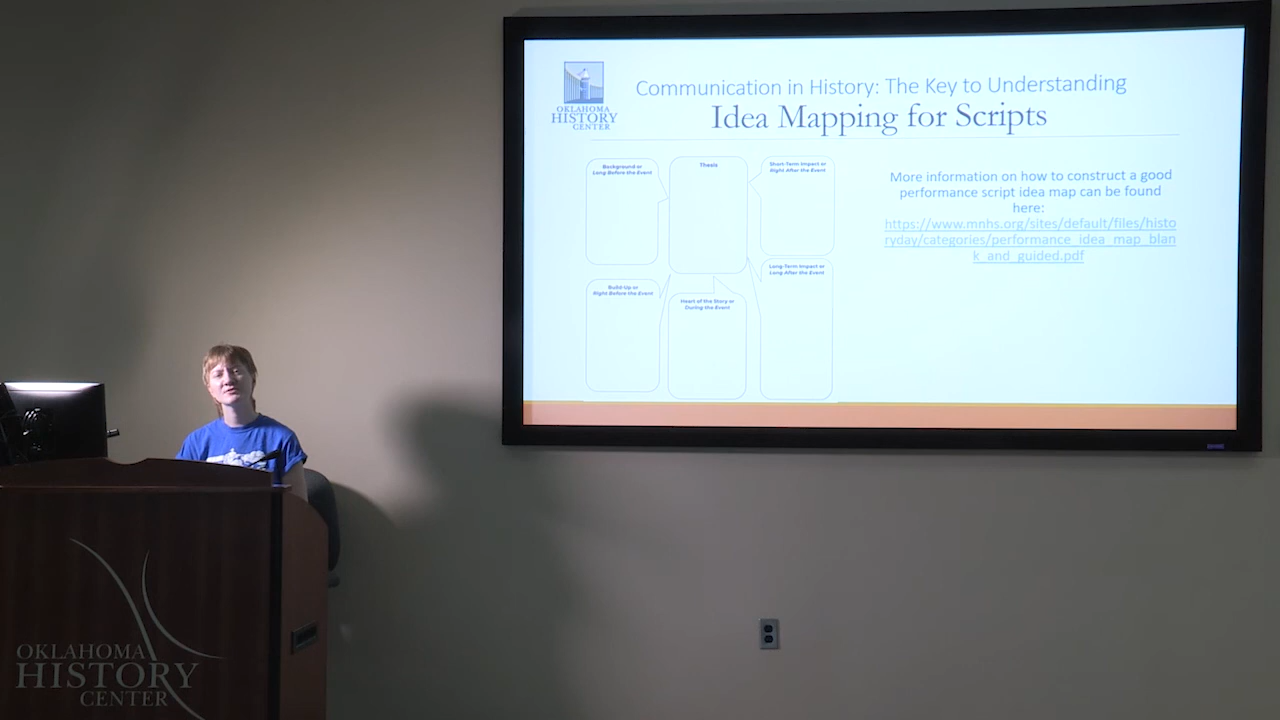 Communication in History: The Key to Understanding
Idea Mapping for Scripts
OKLAHOMA
HISTORY
CENTER
Background or
Long Before the Event
Thesis
Short-Term Impact or
Right After the Event
Build-Up or
Right Before the Event
Heart of the Story or
During the Event
Long-Term Impact or
Long After the Event
More information on how to construct a good
performance script idea map can be found
here:
https://www.mnhs.org/sites/default/files/histo
ryday/categories/performance_idea_map_blan
k_and_guided.pdf
OKLAHOMA
HISTORY
CENTER